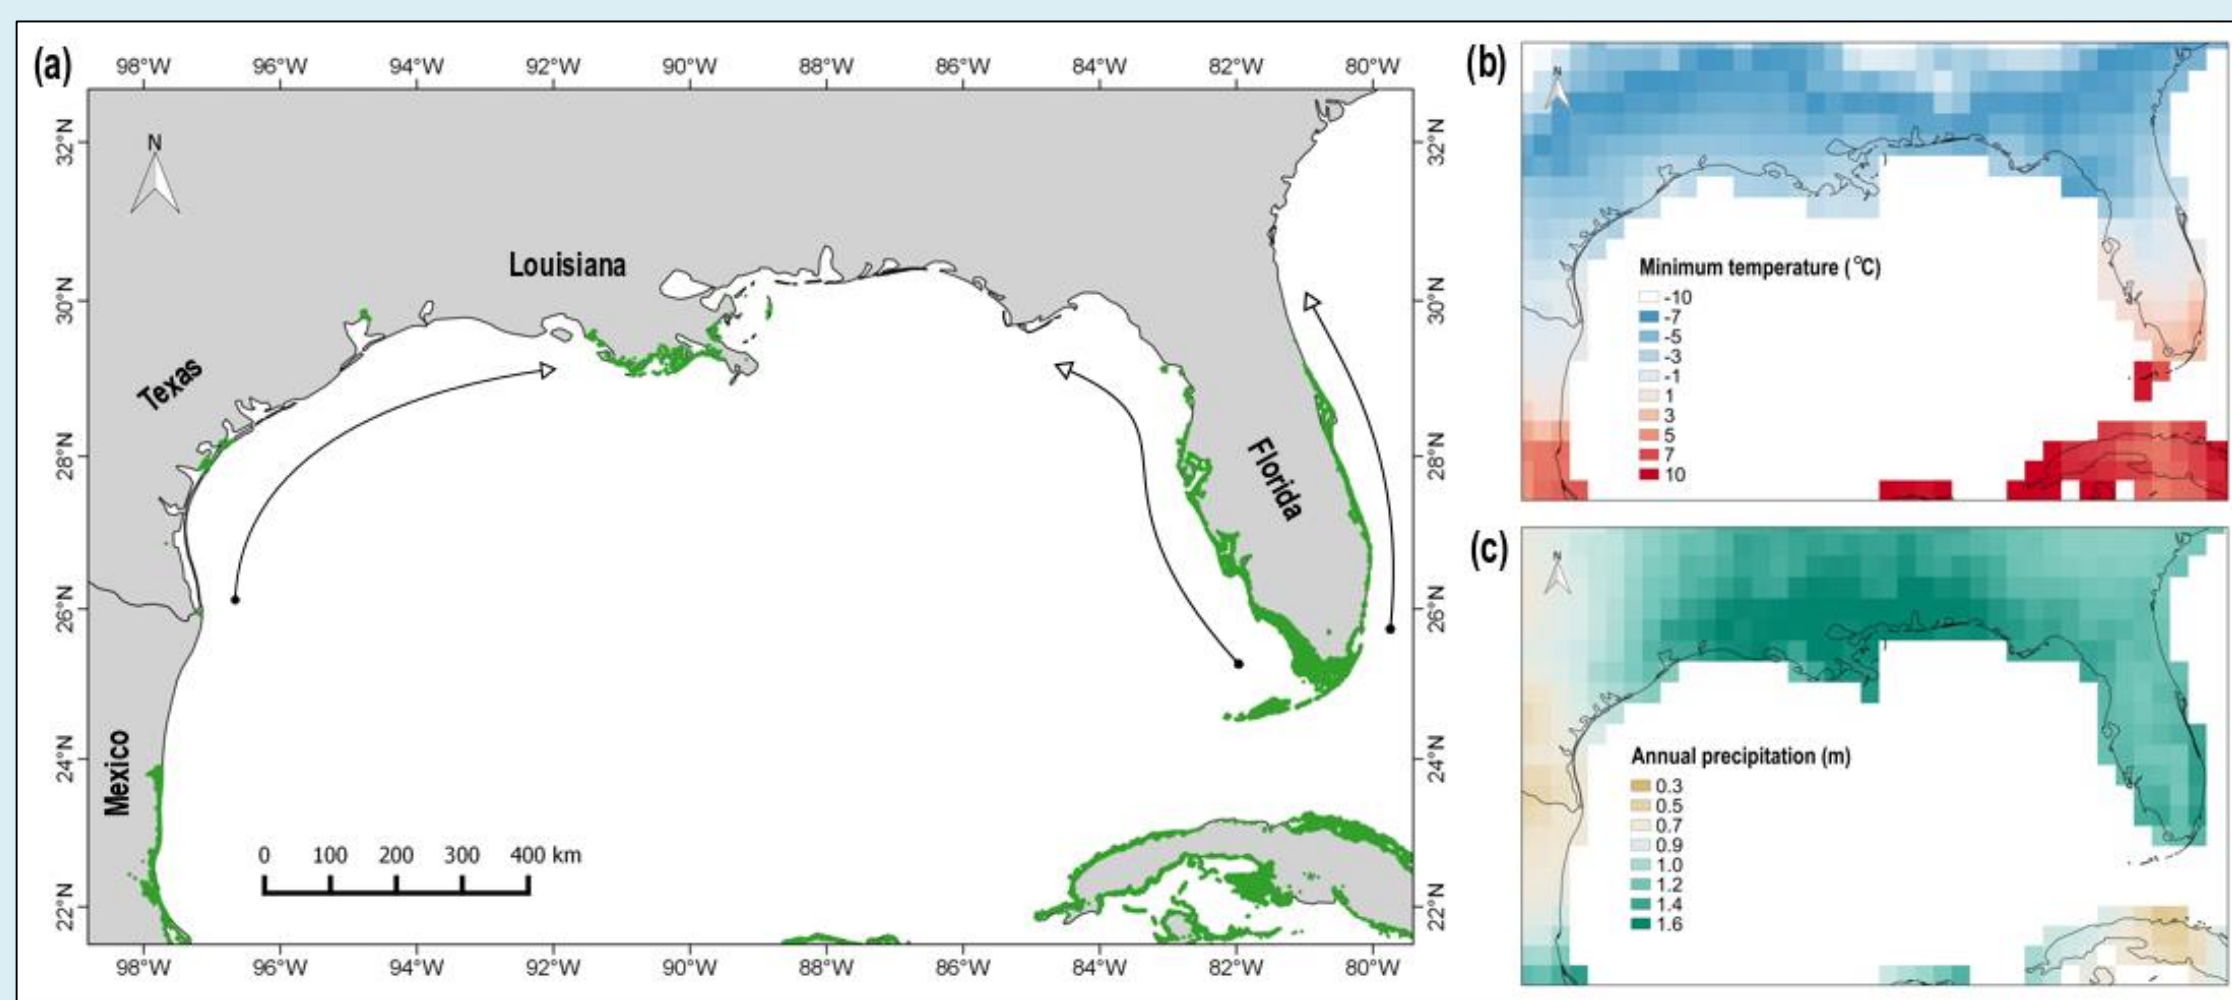 (a)
98°W 96°W 94°W 92°W 90°W 88°W 86°W 84°W 82°W 80°W
N
32°N 32°N
Louisiana
30°N 30°N
Texas
28°N 28°N
Florida
26°N 26°N
24°N 24°N
Mexico
0 100 200 300 400 km
22°N 22°N
98°W 96°W 94°W 92°W 90°W 88°W 86°W 84°W 82°W 80°W
(b)
N
Minimum temperature (°C)
-10
-7
-5
-3
-1
1
3
5
7
10
(c)
N
Annual precipitation (m)
0.3
0.5
0.7
0.9
1.0
1.2
1.4
1.6